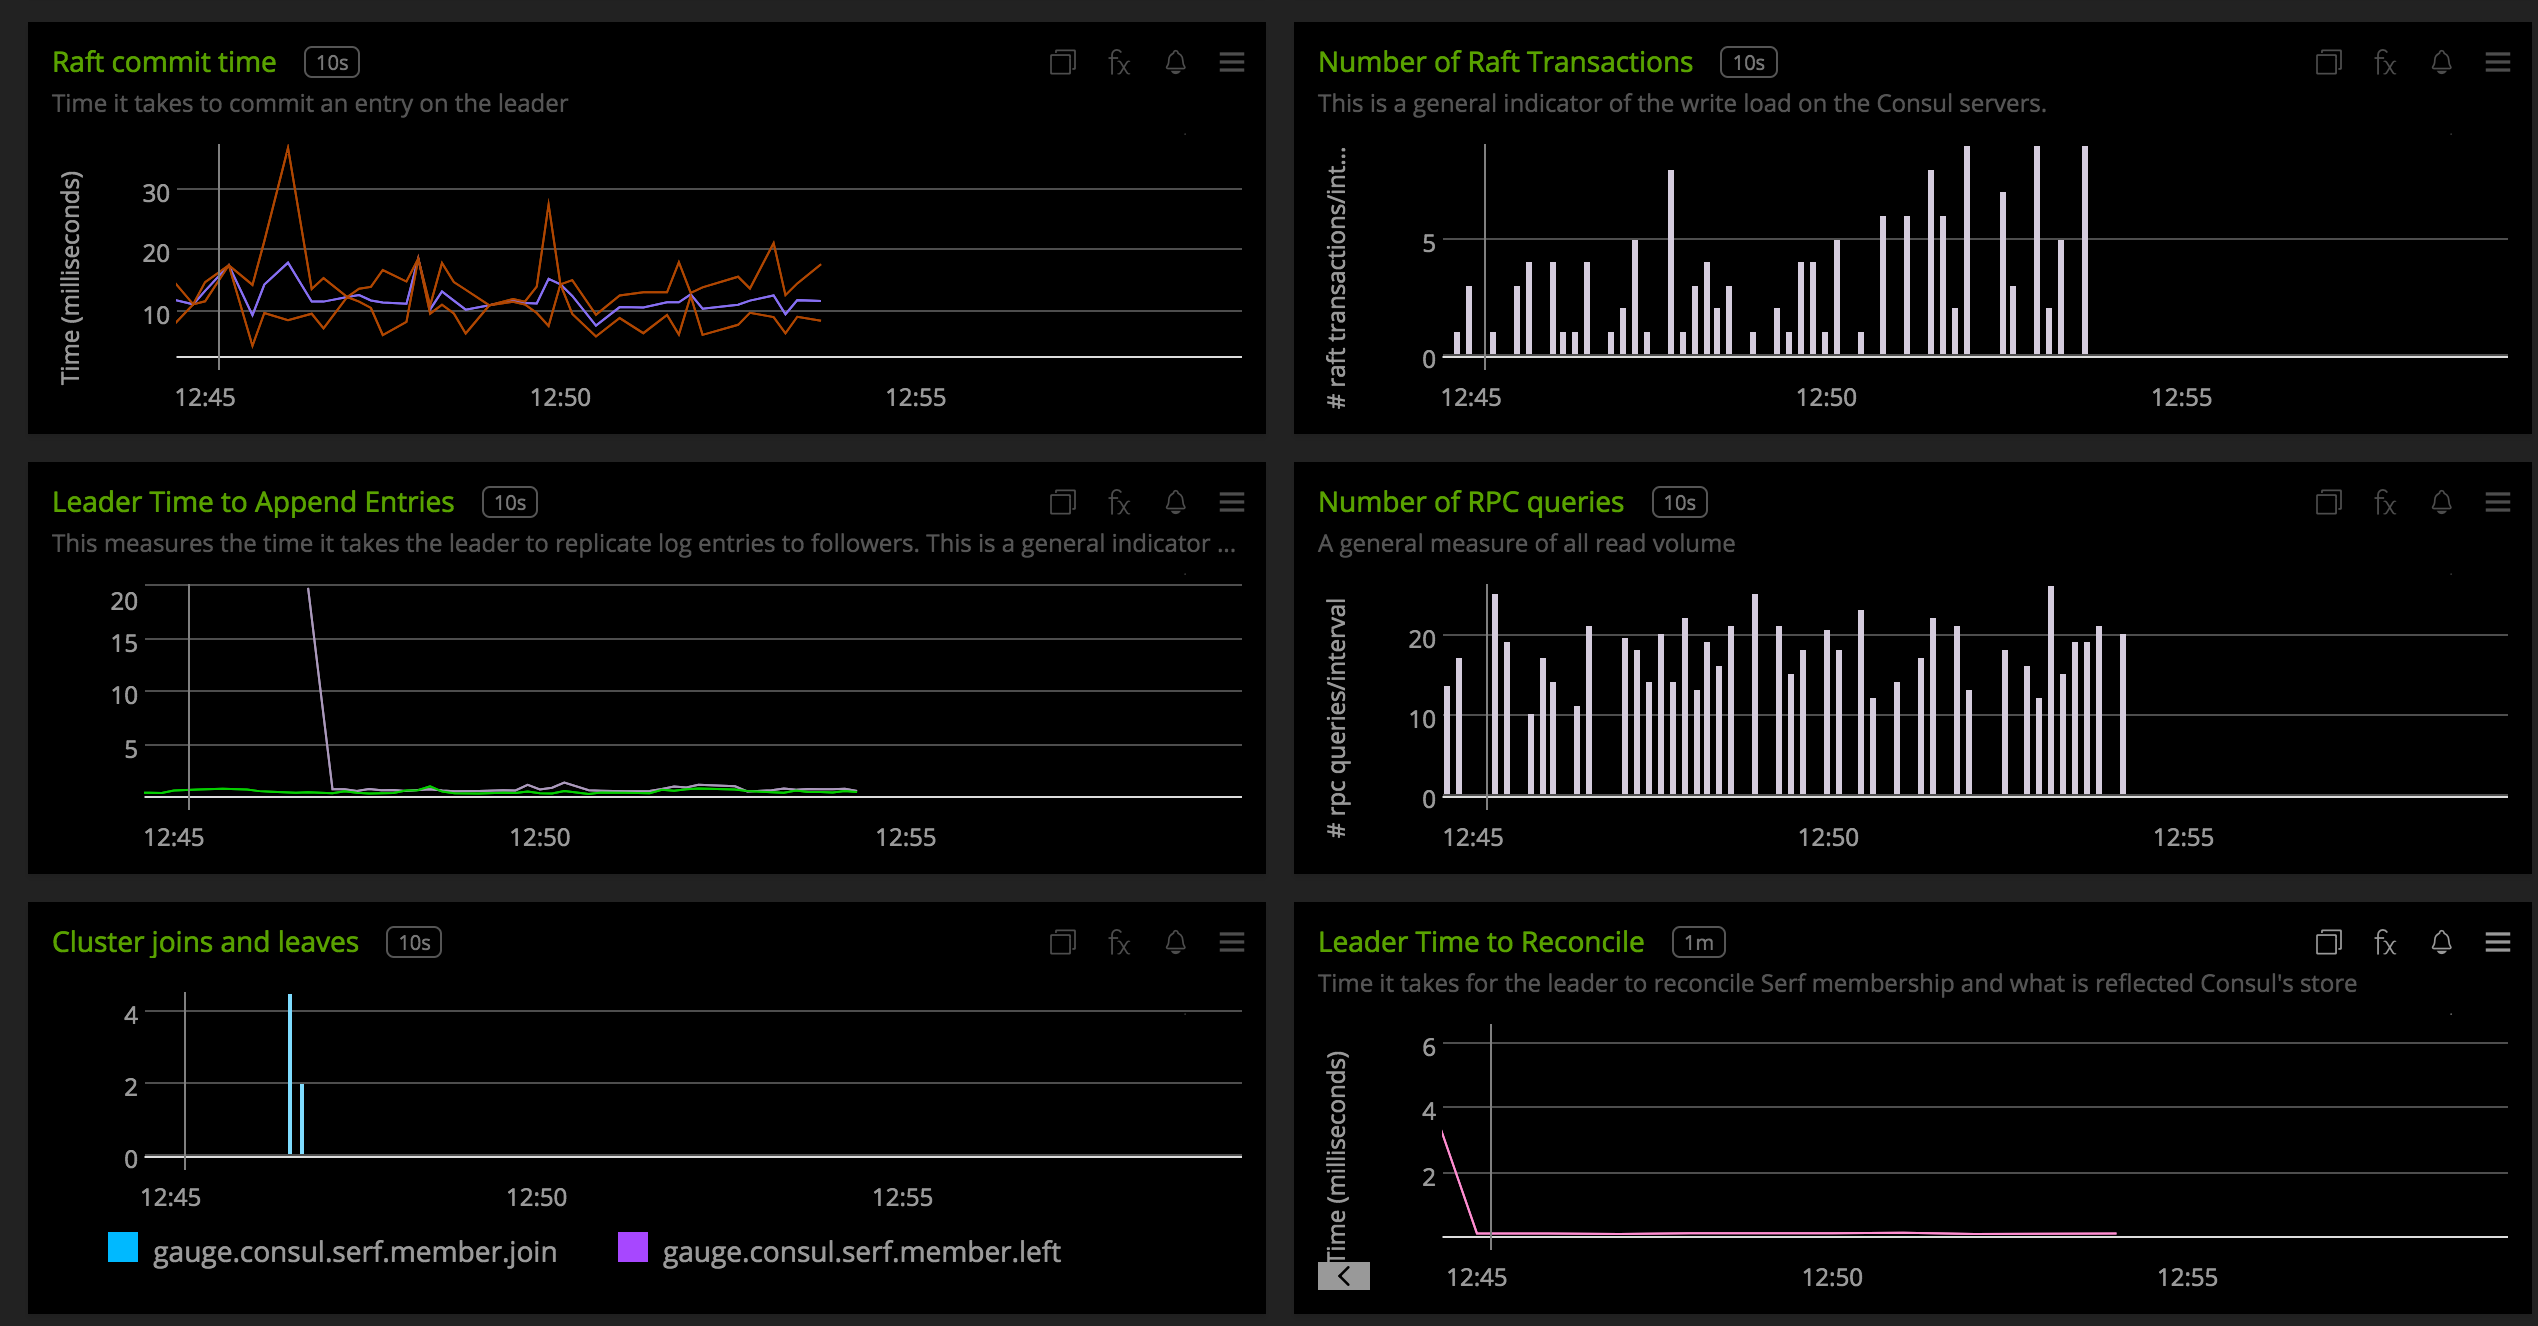 Raft commit time 10s
Time it takes to commit an entry on the leader
Time (milliseconds)
30
20
10
12:45 12:50 12:55
Number of Raft Transactions 10s
This is a general indicator of the write load on the Consul servers.
# raft transactions/int...
5
0
12:45 12:50 12:55
Leader Time to Append Entries 10s
This measures the time it takes the leader to replicate log entries to followers. This is a general indicator ...
20
15
10
5
12:45 12:50 12:55
Number of RPC queries 10s
A general measure of all read volume
# rpc queries/interval
20
10
0
12:45 12:50 12:55
Cluster joins and leaves 10s
4
2
0
12:45 12:50 12:55
gauge.consul.serf.member.join gauge.consul.serf.member.left
Leader Time to Reconcile 1m
Time it takes for the leader to reconcile Serf membership and what is reflected Consul's store
Time (milliseconds)
6
4
2
12:45 12:50 12:55